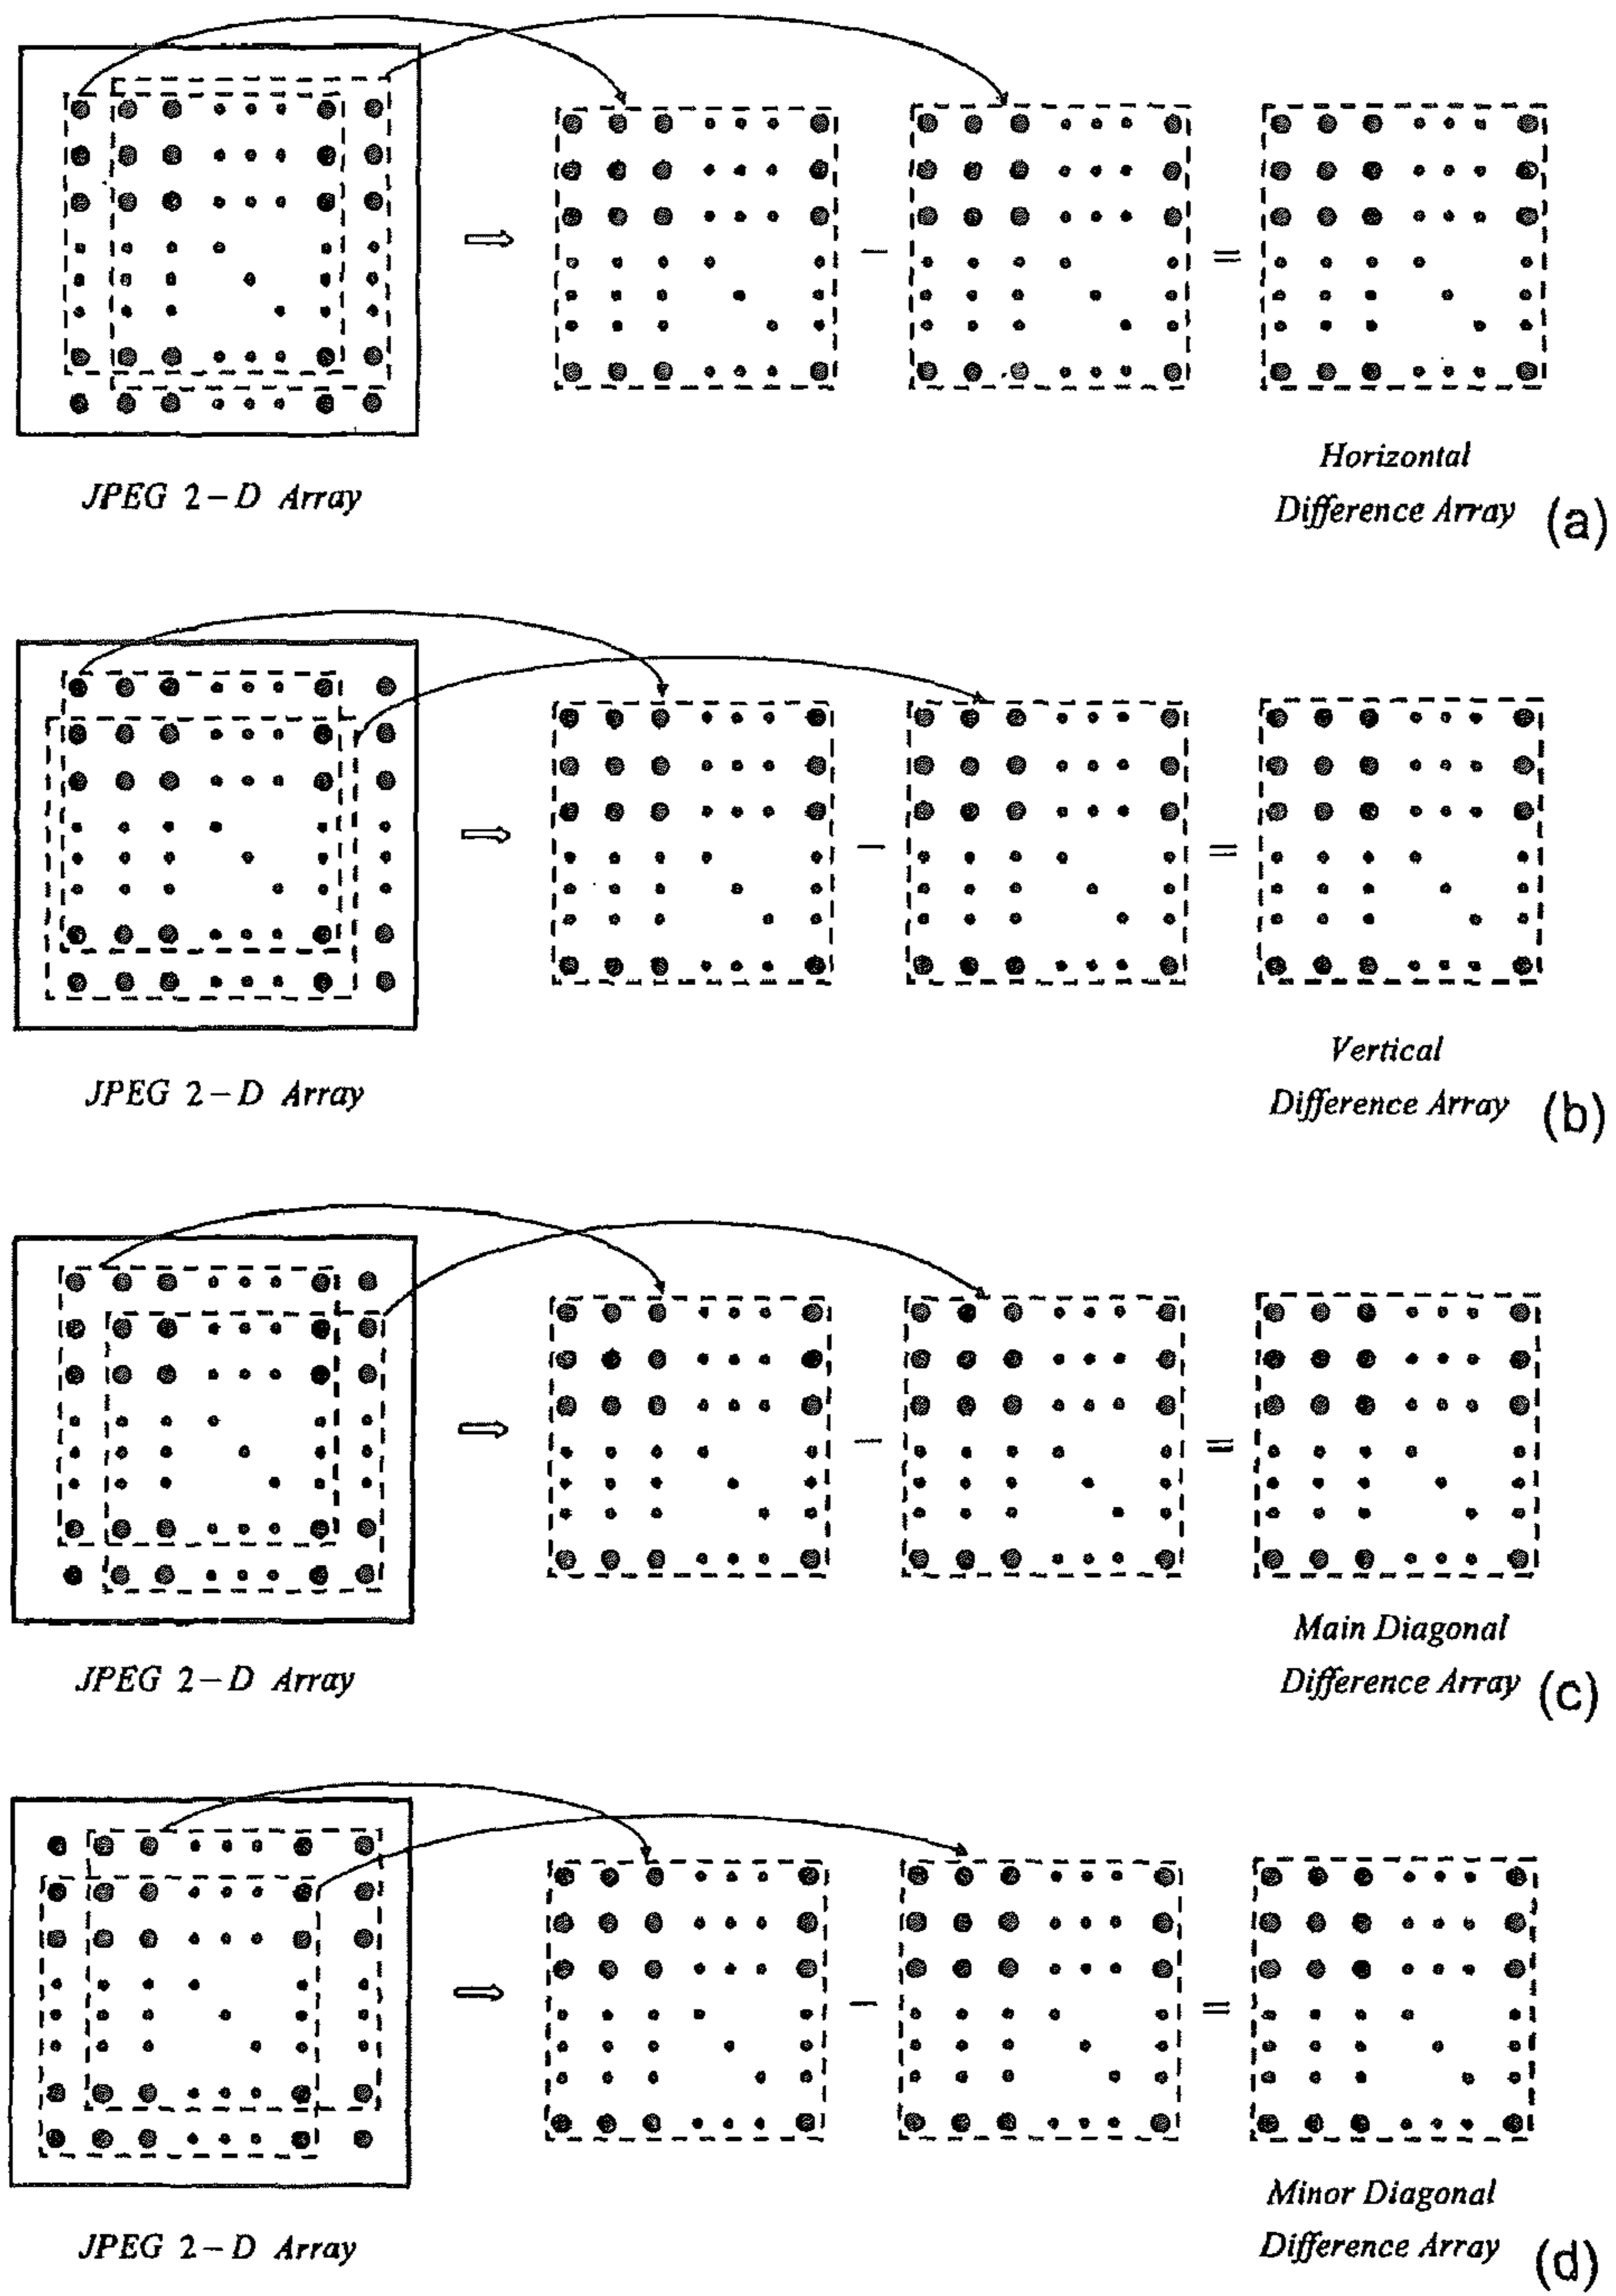 Horizontal
JPEG 2-D Array
Difference Array (a)
Vertical
JPEG 2-D Array
Difference Array (b)
Main Diagonal
JPEG 2-D Array
Difference Array (c)
Minor Diagonal
JPEG 2-D Array
Difference Array (d)